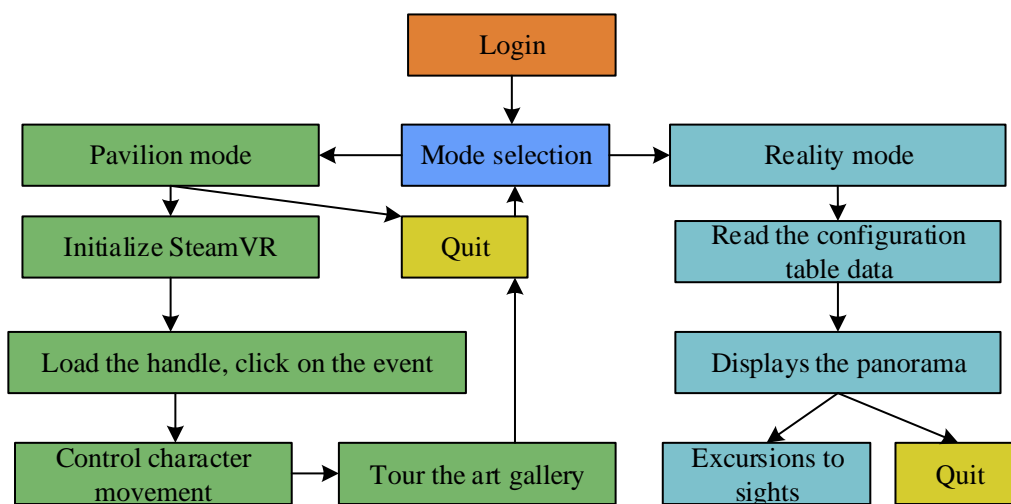 Login
Pavilion mode
Mode selection
Reality mode
Initialize SteamVR
Quit
Read the configuration
table data
Load the handle, click on the event
Displays the panorama
Control character
movement
Tour the art gallery
Excursions to
sights
Quit